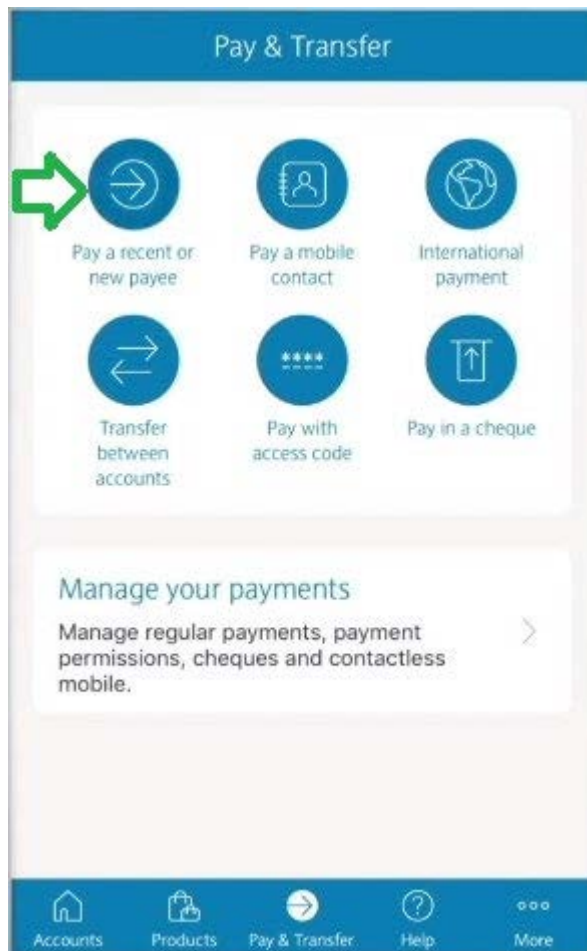 Pay & Transfer
Pay a recent or
new payee
Pay a mobile
contact
International
payment
Transfer
between
accounts
****
Pay with
access code
Pay in a cheque
Manage your payments
Manage regular payments, payment
permissions, cheques and contactless
mobile.
Accounts
Products
Pay & Transfer
Help
More